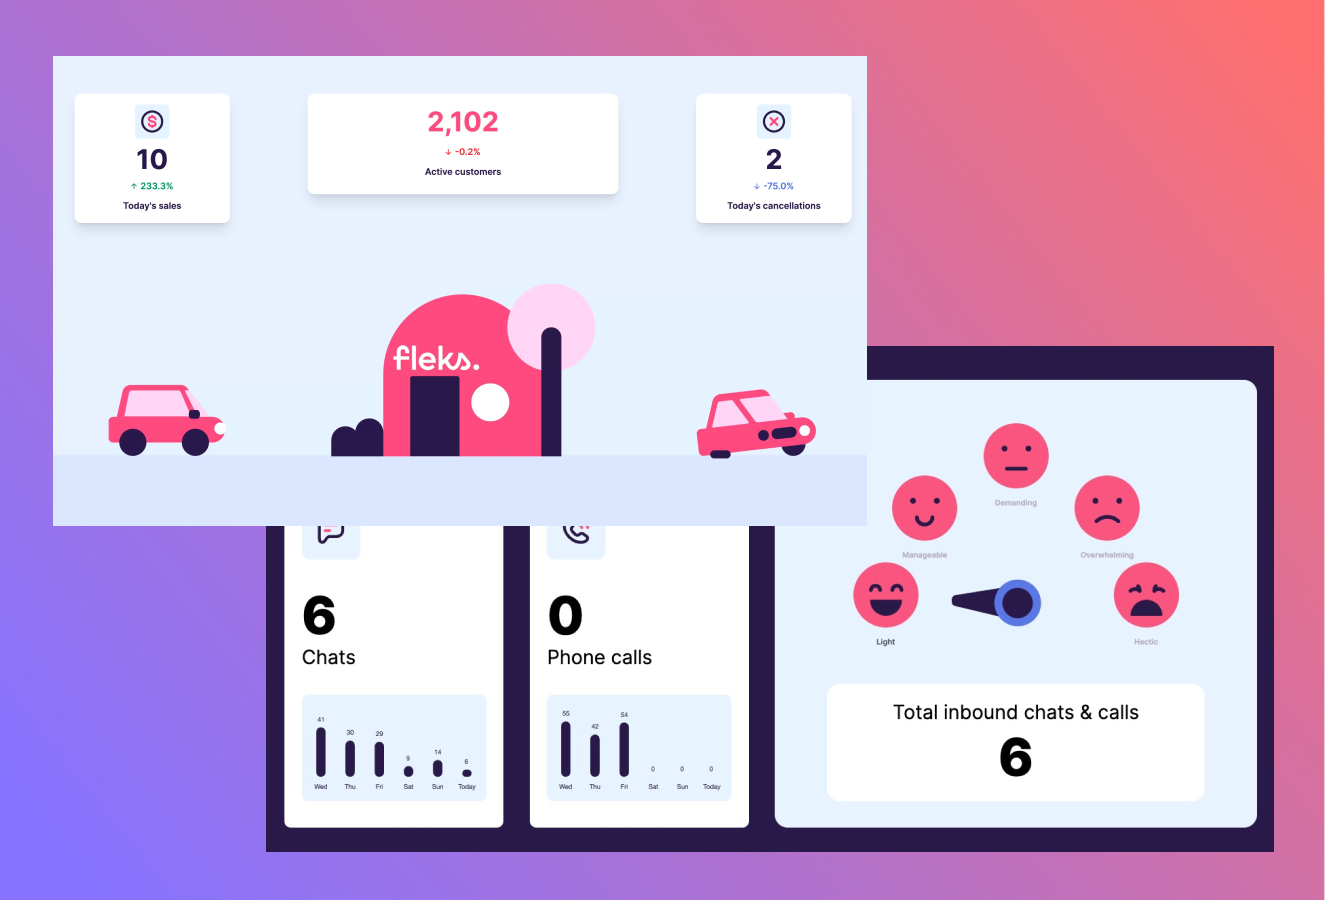 $
10
↑ 233.3%
Today's sales
2,102
↓ -0.2%
Active customers
2
↓ -75.0%
Today's cancellations
fleks.
6
Chats
41
30
29
9
14
6
Wed Thu Fri Sat Sun Today
0
Phone calls
55
42
54
0
0
0
Wed Thu Fri Sat Sun Today
Demanding
Manageable
Overwhelming
Light
Hectic
Total inbound chats & calls
6